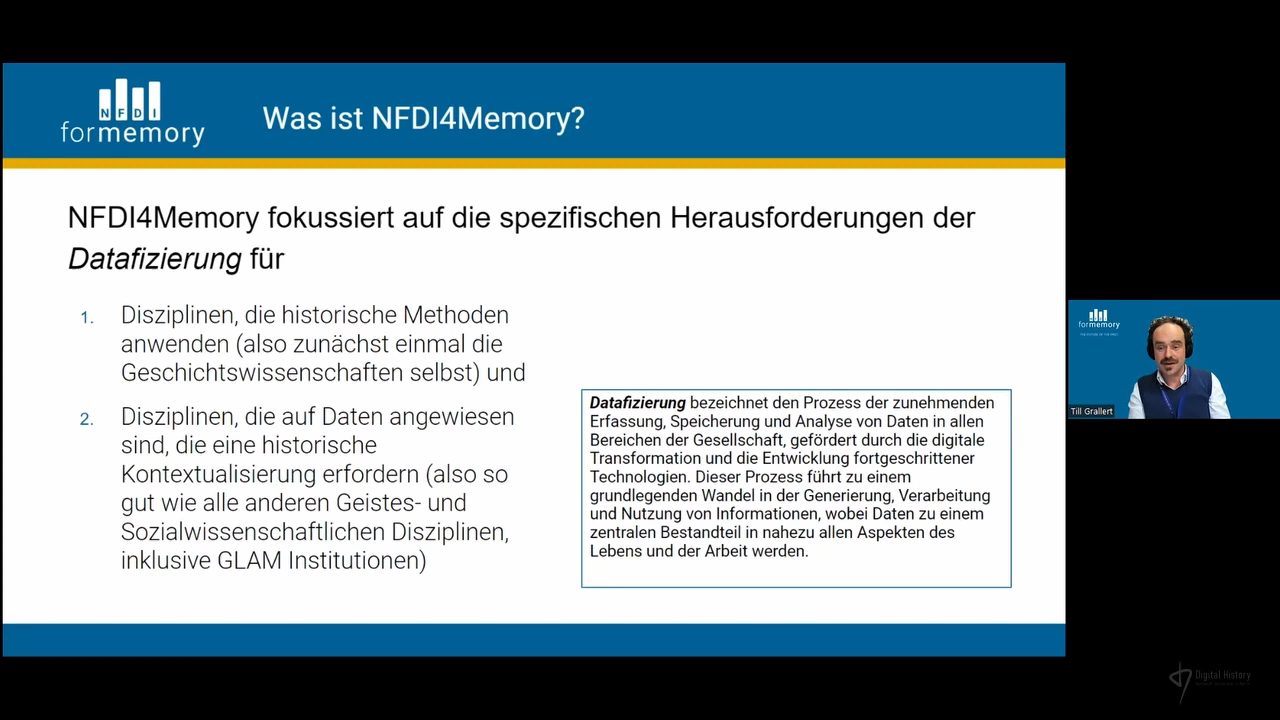 NFDI
formemory
Was ist NFDI4Memory?
NFDI4Memory fokussiert auf die spezifischen Herausforderungen der
Datafizierung für
1. Disziplinen, die historische Methoden
anwenden (also zunächst einmal die
Geschichtswissenschaften selbst) und
2. Disziplinen, die auf Daten angewiesen
sind, die eine historische
Kontextualisierung erfordern (also so
gut wie alle anderen Geistes- und
Sozialwissenschaftlichen Disziplinen,
inklusive GLAM Institutionen)
Datafizierung bezeichnet den Prozess der zunehmenden
Erfassung, Speicherung und Analyse von Daten in allen
Bereichen der Gesellschaft, gefördert durch die digitale
Transformation und die Entwicklung fortgeschrittener
Technologien. Dieser Prozess führt zu einem
grundlegenden Wandel in der Generierung, Verarbeitung
und Nutzung von Informationen, wobei Daten zu einem
zentralen Bestandteil in nahezu allen Aspekten des
Lebens und der Arbeit werden.
formemory
Till Grallert
Digital History